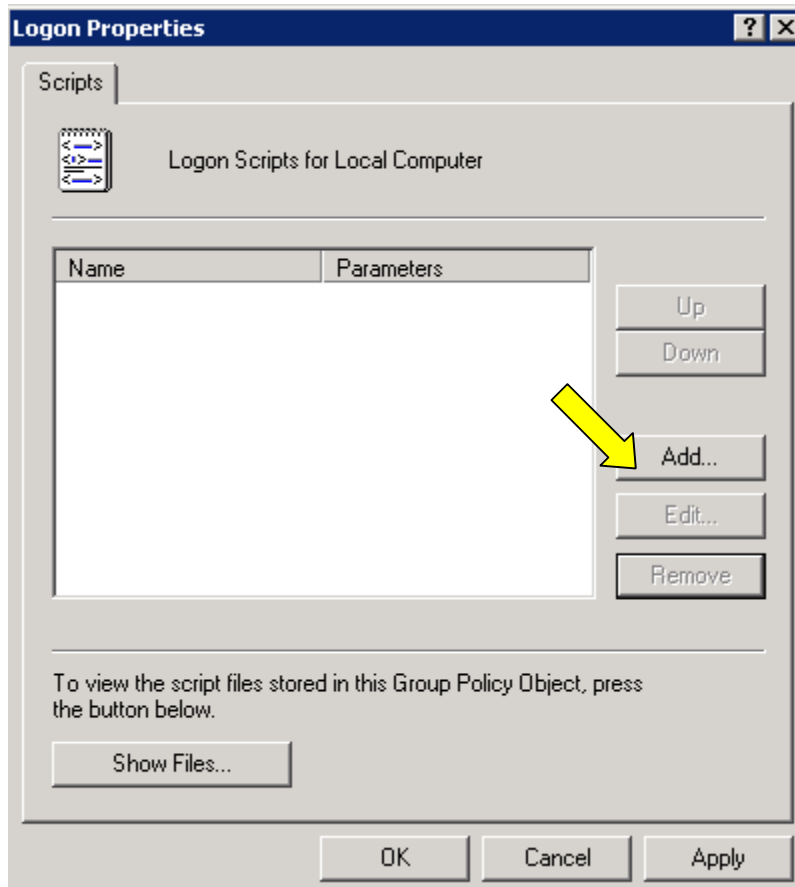 Logon Properties
Scripts
Logon Scripts for Local Computer
Name Parameters
Up
Down
Add...
Edit...
Remove
To view the script files stored in this Group Policy Object, press
the button below.
Show Files...
OK Cancel Apply